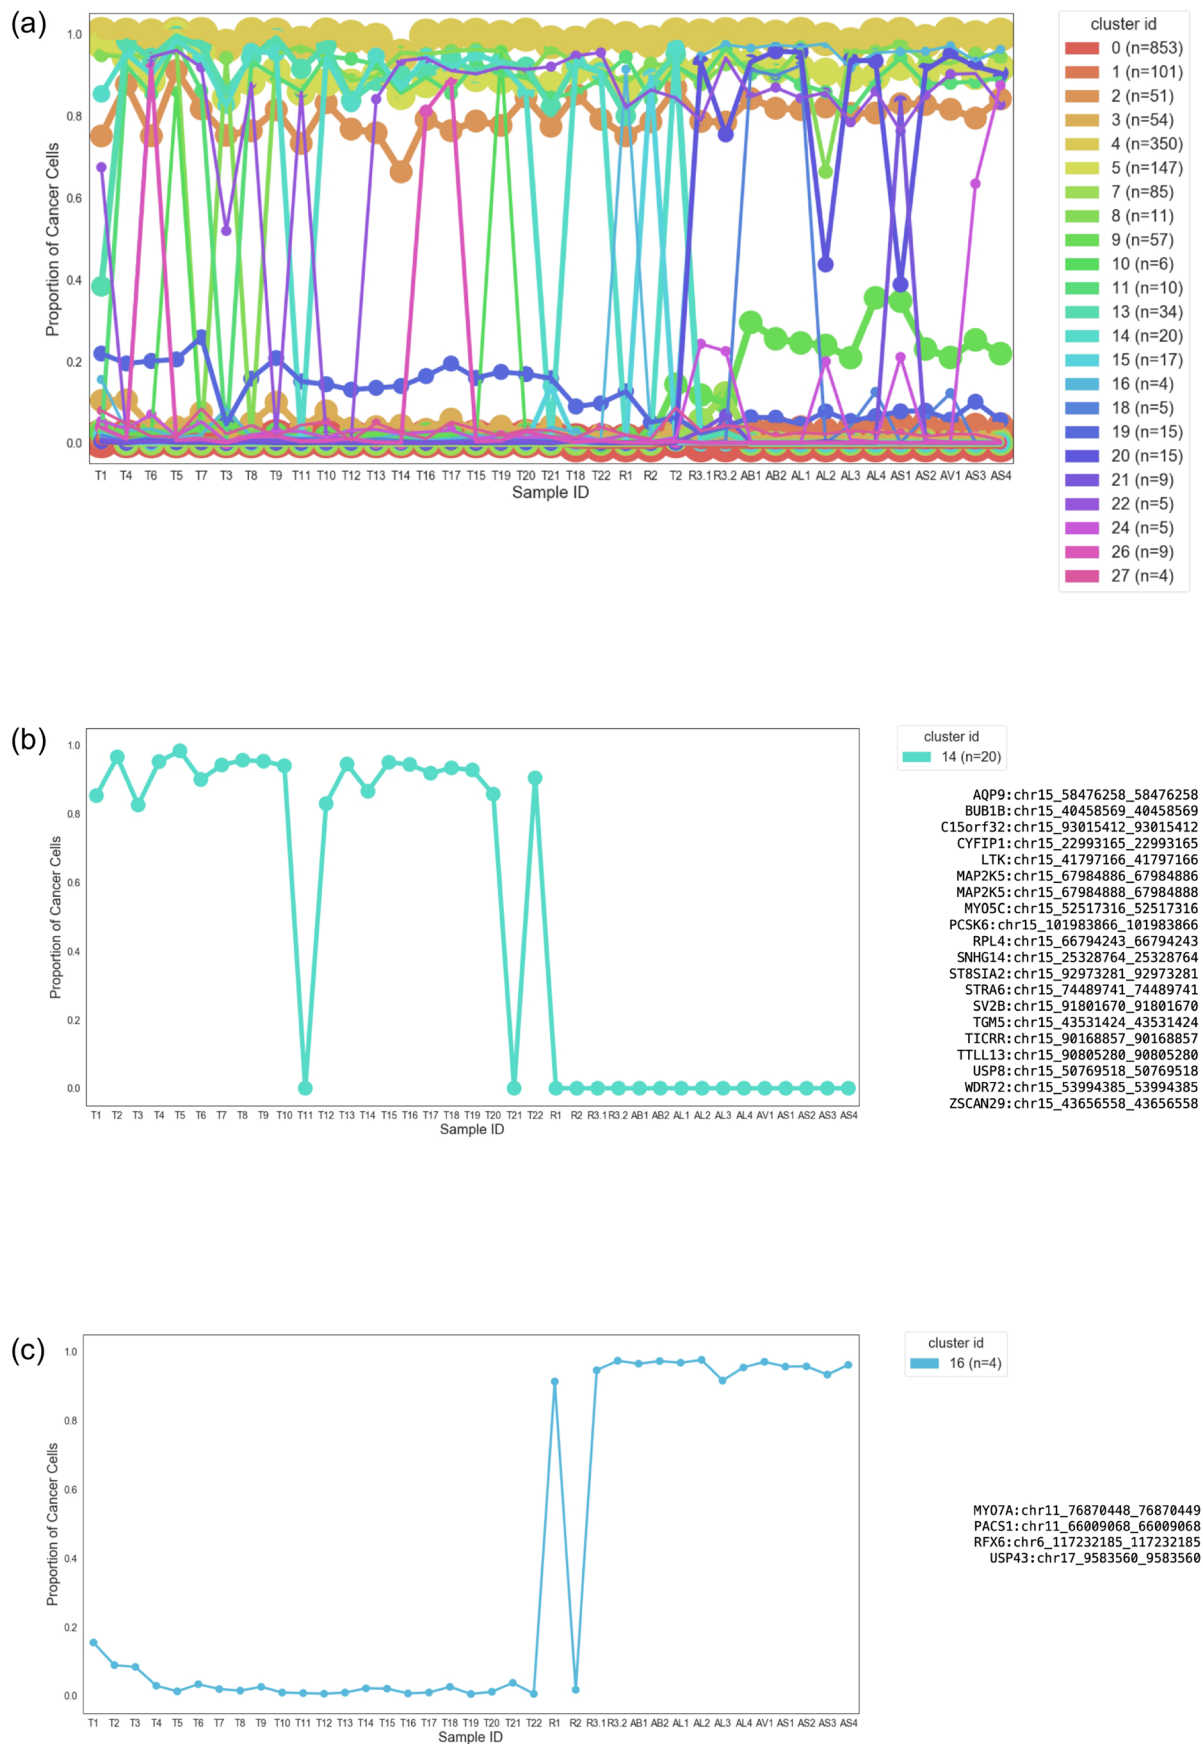 (a)
cluster id
0 (n=853)
1 (n=101)
2 (n=51)
3 (n=54)
4 (n=350)
5 (n=147)
7 (n=85)
8 (n=11)
9 (n=57)
10 (n=6)
11 (n=10)
13 (n=34)
14 (n=20)
15 (n=17)
16 (n=4)
18 (n=5)
19 (n=15)
20 (n=15)
21 (n=9)
22 (n=5)
24 (n=5)
26 (n=9)
27 (n=4)
Proportion of Cancer Cells
1.0
0.8
0.6
0.4
0.2
0.0
T1 T4 T6 T5 T7 T3 T8 T9 T11 T10 T12 T13 T14 T16 T17 T15 T19 T20 T21 T18 T22 R1 R2 T2 R3.1 R3.2 AB1 AB2 AL1 AL2 AL3 AL4 AS1 AS2 AV1 AS3 AS4
Sample ID
(b)
cluster id
14 (n=20)
Proportion of Cancer Cells
1.0
0.8
0.6
0.4
0.2
0.0
T1 T2 T3 T4 T5 T6 T7 T8 T9 T10 T11 T12 T13 T14 T15 T16 T17 T18 T19 T20 T21 T22 R1 R2 R3.1 R3.2 AB1 AB2 AL1 AL2 AL3 AL4 AV1 AS1 AS2 AS3 AS4
Sample ID
AQP9:chr15_58476258_58476258
BUB1B:chr15_40458569_40458569
C15orf32:chr15_93015412_93015412
CYFIP1:chr15_22993165_22993165
LTK:chr15_41797166_41797166
MAP2K5:chr15_67984886_67984886
MAP2K5:chr15_67984888_67984888
MYO5C:chr15_52517316_52517316
PCSK6:chr15_101983866_101983866
RPL4:chr15_66794243_66794243
SNHG14:chr15_25328764_25328764
ST8SIA2:chr15_92973281_92973281
STRA6:chr15_74489741_74489741
SV2B:chr15_91801670_91801670
TGM5:chr15_43531424_43531424
TICRR:chr15_90168857_90168857
TTLL13:chr15_90805280_90805280
USP8:chr15_50769518_50769518
WDR72:chr15_53994385_53994385
ZSCAN29:chr15_43656558_43656558
(c)
cluster id
16 (n=4)
Proportion of Cancer Cells
1.0
0.8
0.6
0.4
0.2
0.0
T1 T2 T3 T4 T5 T6 T7 T8 T9 T10 T11 T12 T13 T14 T15 T16 T17 T18 T19 T20 T21 T22 R1 R2 R3.1 R3.2 AB1 AB2 AL1 AL2 AL3 AL4 AV1 AS1 AS2 AS3 AS4
Sample ID
MYO7A:chr11_76870448_76870449
PACS1:chr11_66009068_66009068
RFX6:chr6_117232185_117232185
USP43:chr17_9583560_9583560